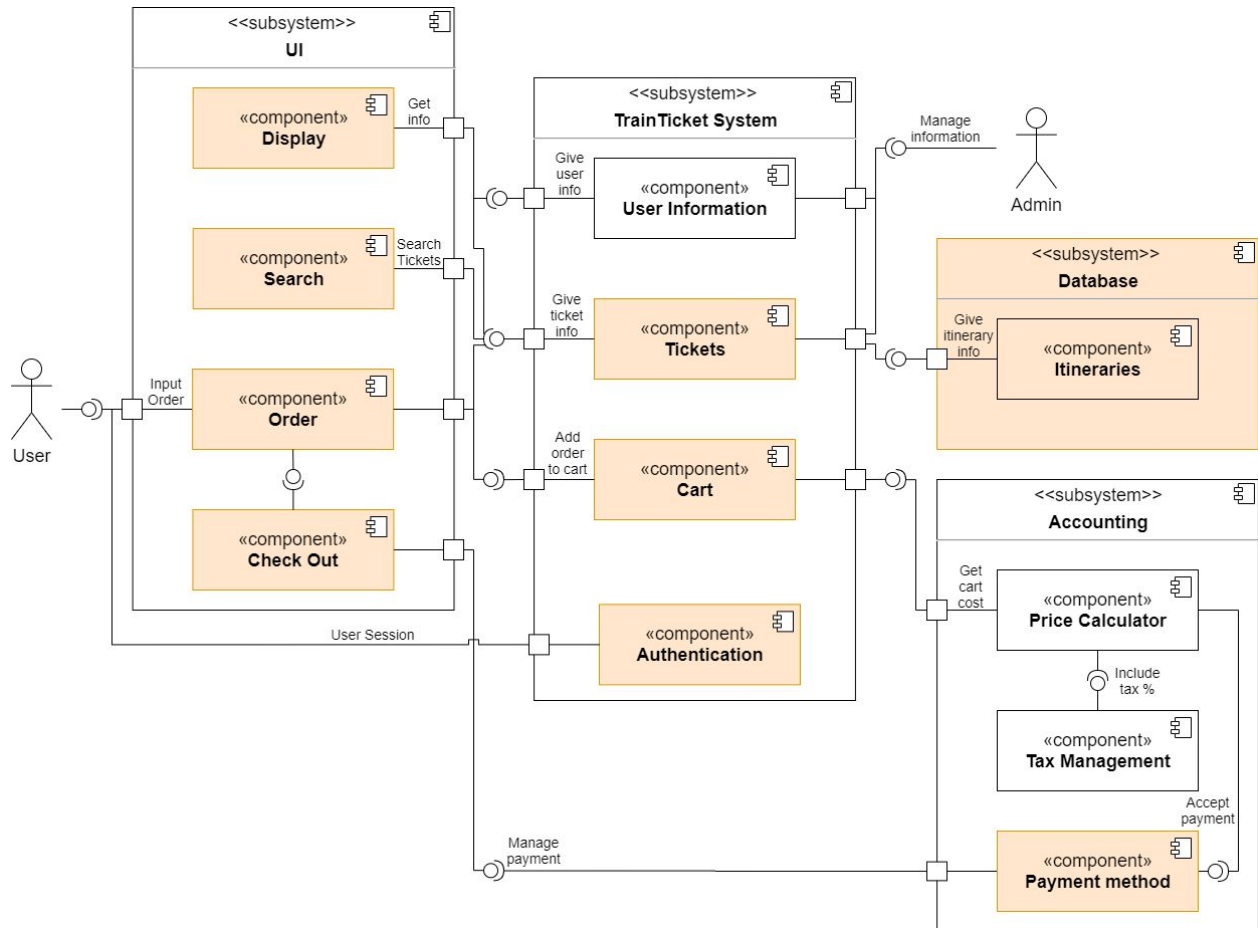 <<subsystem>>
UI
«component»
Display
Get
info
«component»
Search
Search
Tickets
User
Input
Order
«component»
Order
«component»
Check Out
User Session
<<subsystem>>
TrainTicket System
Give
user
info
«component»
User Information
Give
ticket
info
«component»
Tickets
Add
order
to cart
«component»
Cart
«component»
Authentication
Manage
information
Admin
<<subsystem>>
Database
Give
itinerary
info
«component»
Itineraries
<<subsystem>>
Accounting
Get
cart
cost
«component»
Price Calculator
Include
tax %
«component»
Tax Management
Accept
payment
Manage
payment
«component»
Payment method